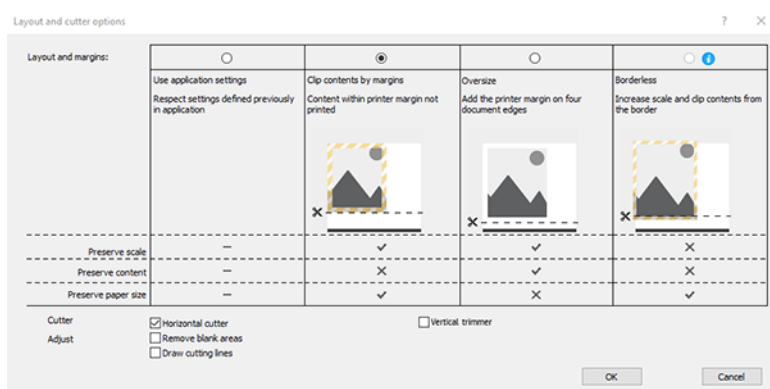 Layout and cutter options
Layout and margins:
Use application settings
Respect settings defined previously
in application
Clip contents by margins
Content within printer margin not
printed
Oversize
Add the printer margin on four
document edges
Borderless
Increase scale and clip contents from
the border
Preserve scale
Preserve content
Preserve paper size
Cutter
Horizontal cutter
Vertical trimmer
Adjust
Remove blank areas
Draw cutting lines
OK
Cancel